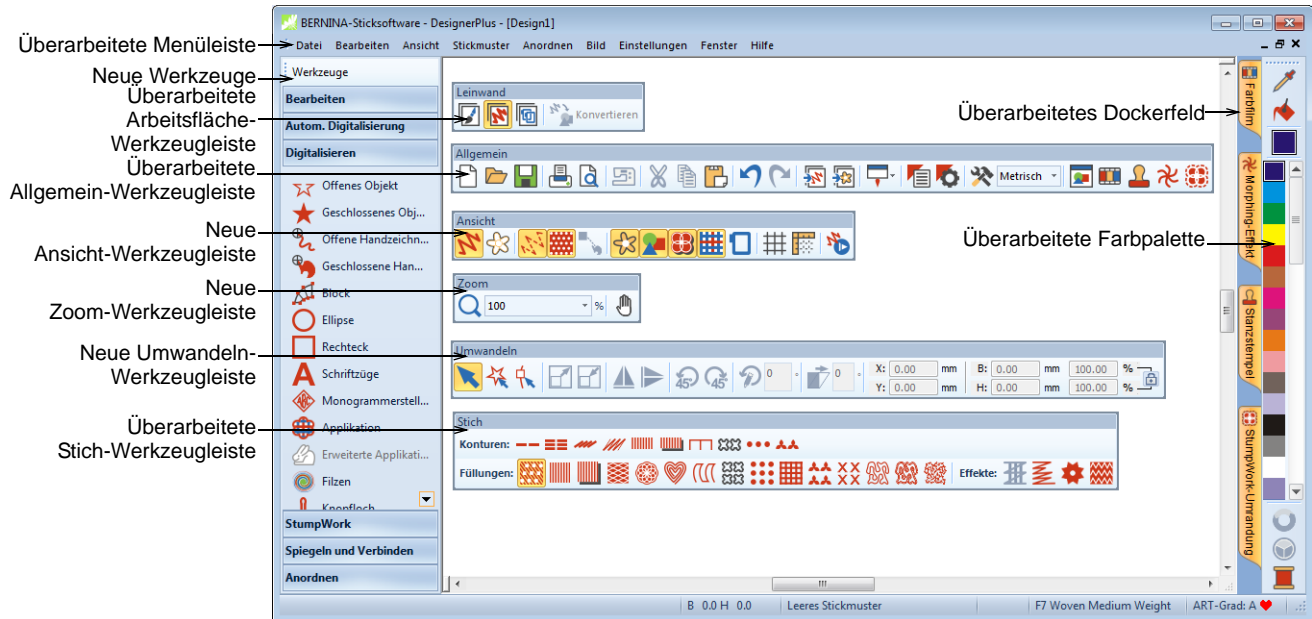 BERNINA-Sticksoftware - DesignerPlus - [Design1]
Überarbeitete Menüleiste
Datei Bearbeiten Ansicht Stickmuster Anordnen Bild Einstellungen Fenster Hilfe
Neue Werkzeuge
Überarbeitete
Arbeitsfläche-
Werkzeugleiste
Überarbeitete
Allgemein-Werkzeugleiste
Neue
Ansicht-Werkzeugleiste
Neue
Zoom-Werkzeugleiste
Neue Umwandeln-
Werkzeugleiste
Überarbeitete
Stich-Werkzeugleiste
Werkzeuge
Bearbeiten
Autom. Digitalisierung
Digitalisieren
Offenes Objekt
Geschlossenes Obj...
Offene Handzeichn...
Geschlossene Han...
Block
Ellipse
Rechteck
Schriftzüge
Monogrammerstell...
Applikation
Erweiterte Applikati...
Filzen
Knopfloch
StumpWork
Spiegeln und Verbinden
Anordnen
Leinwand
Konvertieren
Allgemein
Metrisch
Ansicht
Zoom
100 %
Umwandeln
45° 45° 0 ° 0 °
X: 0.00 mm B: 0.00 mm 100.00 %
Y: 0.00 mm H: 0.00 mm 100.00 %
Stich
Konturen:
Füllungen:
Effekte:
Überarbeitetes Dockerfeld
Überarbeitete Farbpalette
Farbfilm
Morphing-Effekt
Stanzstempel
StumpWork-Umrandung
B 0.0 H 0.0 Leeres Stickmuster F7 Woven Medium Weight ART-Grad: A